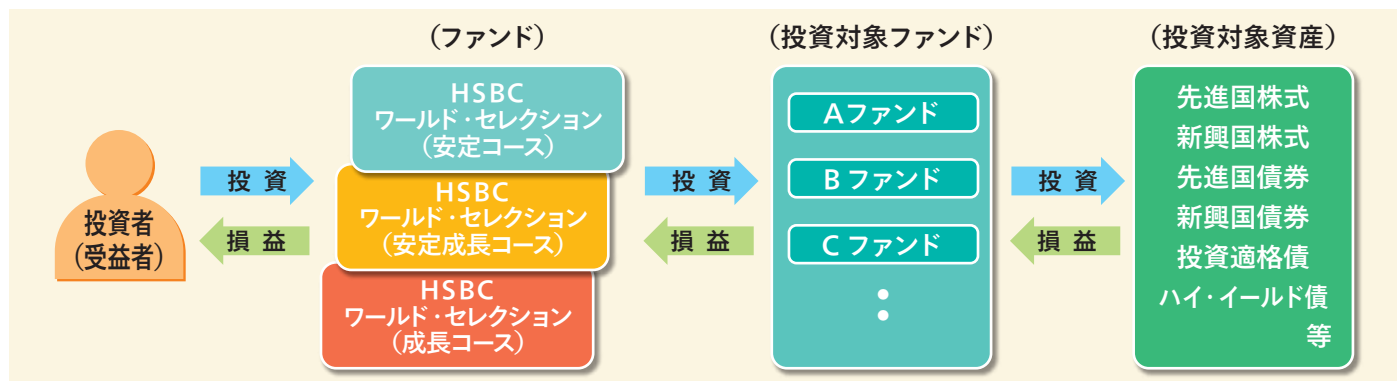 (ファンド)
(投資対象ファンド)
(投資対象資産)
投資者
(受益者)
投 資
損 益
HSBC
ワールド・セレクション
(安定コース)
HSBC
ワールド・セレクション
(安定成長コース)
HSBC
ワールド・セレクション
(成長コース)
投 資
損 益
Aファンド
B ファンド
C ファンド
投 資
損 益
先進国株式
新興国株式
先進国債券
新興国債券
投資適格債
ハイ・イールド債
等